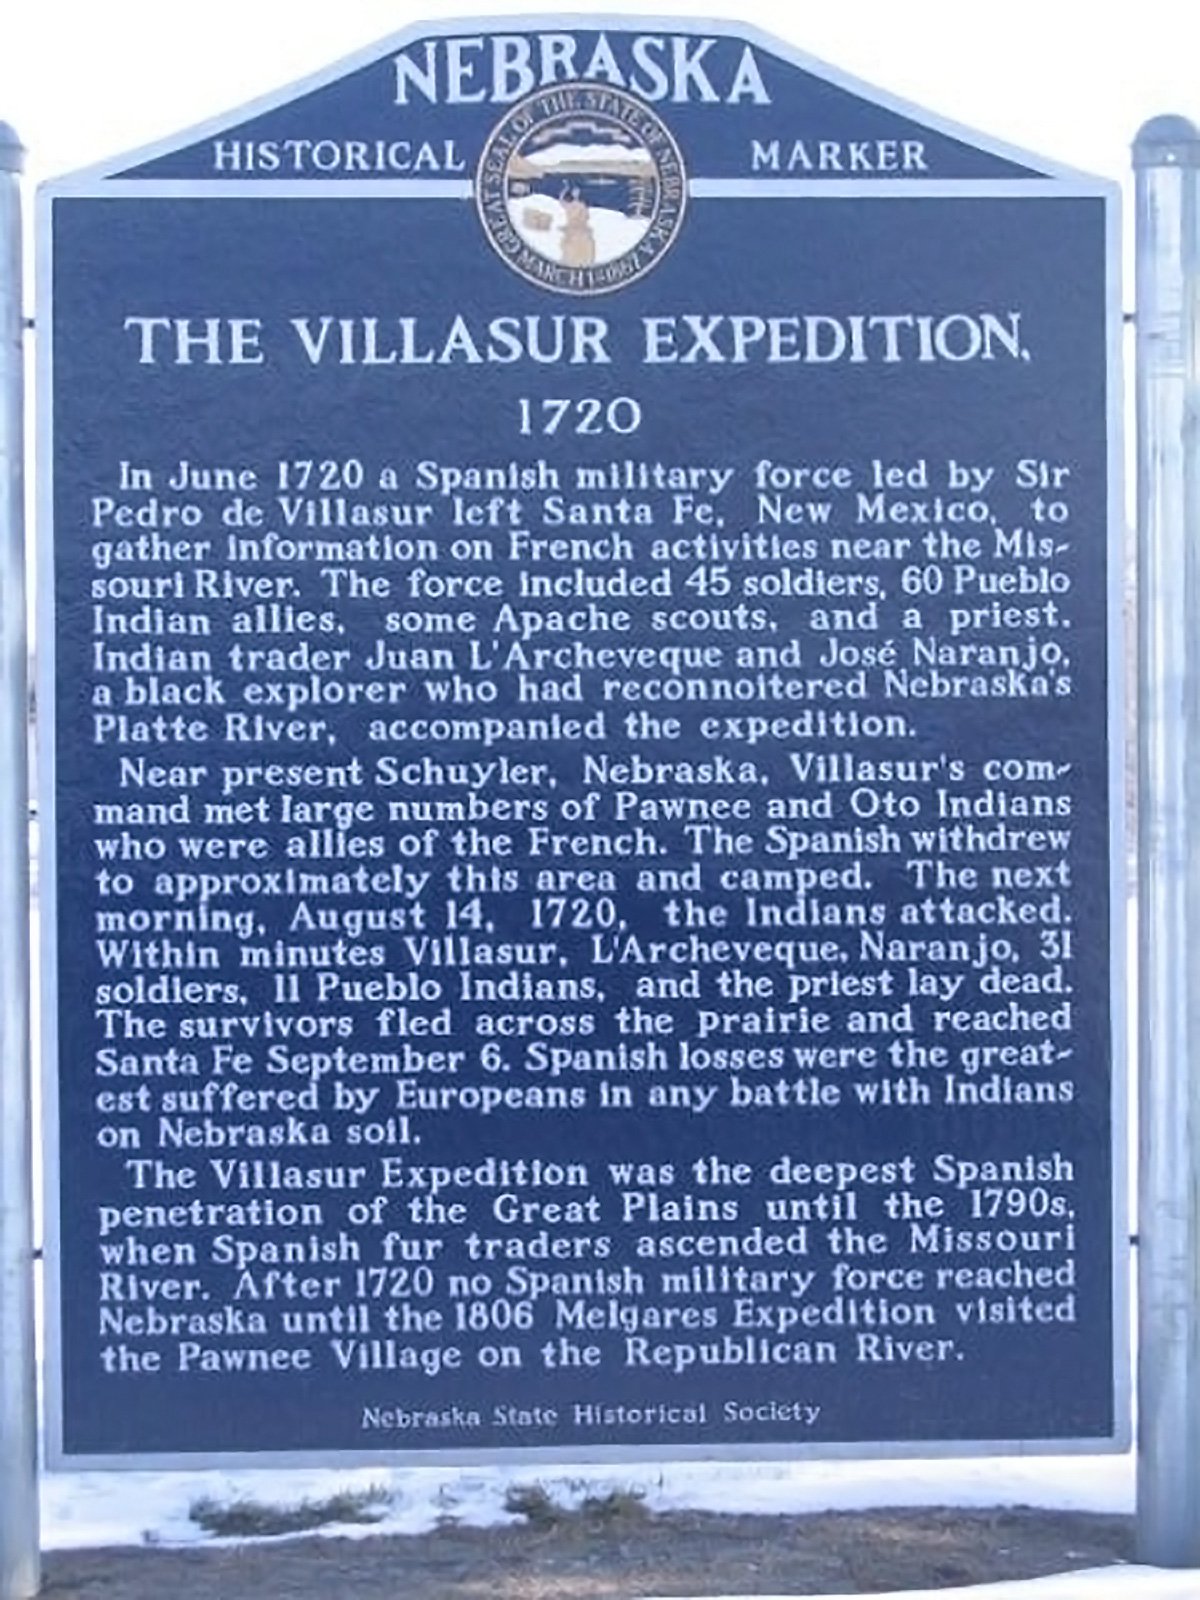 NEBRASKA
HISTORICAL MARKER
GREAT SEAL OF THE STATE OF NEBRASKA
MARCH 1st 1867
THE VILLASUR EXPEDITION,
1720
In June 1720 a Spanish military force led by Sir
Pedro de Villasur left Santa Fe, New Mexico, to
gather information on French activities near the Mis-
souri River. The force included 45 soldiers, 60 Pueblo
Indian allies, some Apache scouts, and a priest.
Indian trader Juan L'Archeveque and José Naranjo,
a black explorer who had reconnoitered Nebraska's
Platte River, accompanied the expedition.
Near present Schuyler, Nebraska, Villasur's com-
mand met large numbers of Pawnee and Oto Indians
who were allies of the French. The Spanish withdrew
to approximately this area and camped. The next
morning, August 14, 1720, the Indians attacked.
Within minutes Villasur, L'Archeveque, Naranjo, 31
soldiers, 11 Pueblo Indians, and the priest lay dead.
The survivors fled across the prairie and reached
Santa Fe September 6. Spanish losses were the great-
est suffered by Europeans in any battle with Indians
on Nebraska soil.
The Villasur Expedition was the deepest Spanish
penetration of the Great Plains until the 1790s,
when Spanish fur traders ascended the Missouri
River. After 1720 no Spanish military force reached
Nebraska until the 1806 Melgares Expedition visited
the Pawnee Village on the Republican River.
Nebraska State Historical Society